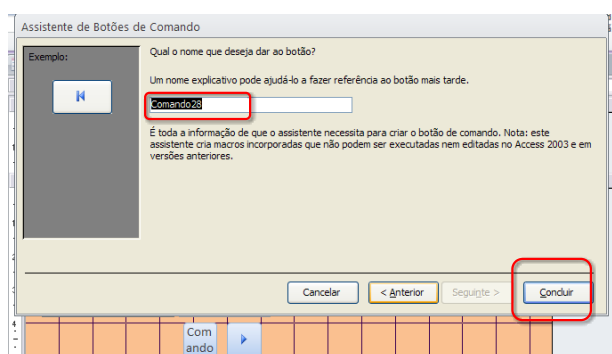 Assistente de Botões de Comando
Exemplo:
Qual o nome que deseja dar ao botão?
Um nome explicativo pode ajudá-lo a fazer referência ao botão mais tarde.
Comando28
É toda a informação de que o assistente necessita para criar o botão de comando. Nota: este
assistente cria macros incorporadas que não podem ser executadas nem editadas no Access 2003 e em
versões anteriores.
Cancelar
< Anterior
Seguinte >
Concluir
Com
ando